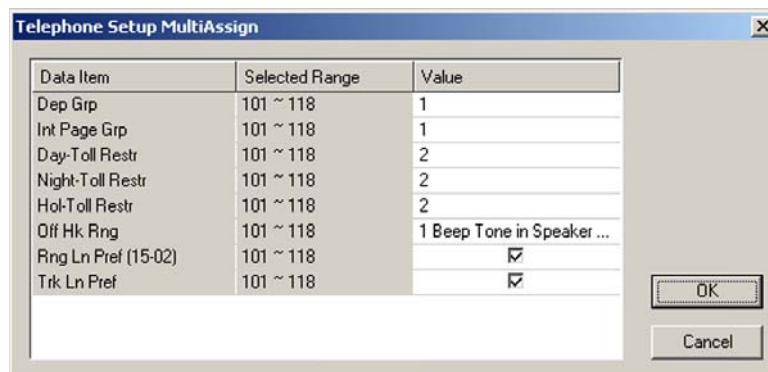 Telephone Setup MultiAssign
Data Item Selected Range Value
Dep Grp 101 ~ 118 1
Int Page Grp 101 ~ 118 1
Day-Toll Restr 101 ~ 118 2
Night-Toll Restr 101 ~ 118 2
Hol-Toll Restr 101 ~ 118 2
Off Hk Rng 101 ~ 118 1 Beep Tone in Speaker ...
Rng Ln Pref (15-02) 101 ~ 118
Trk Ln Pref 101 ~ 118
OK
Cancel